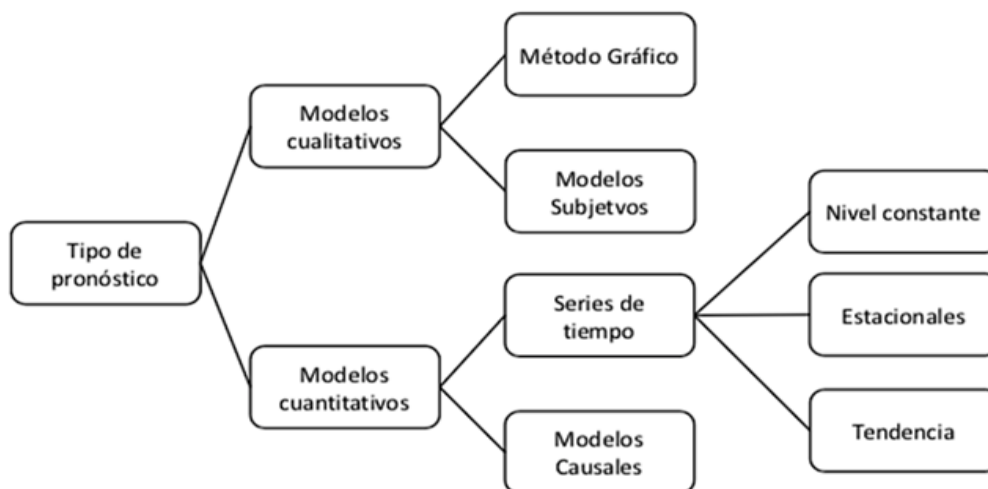 Método Gráfico
Modelos
cualitativos
Modelos
Subjetvos
Nivel constante
Tipo de
pronóstico
Series de
tiempo
Estacionales
Modelos
cuantitativos
Modelos
Causales
Tendencia